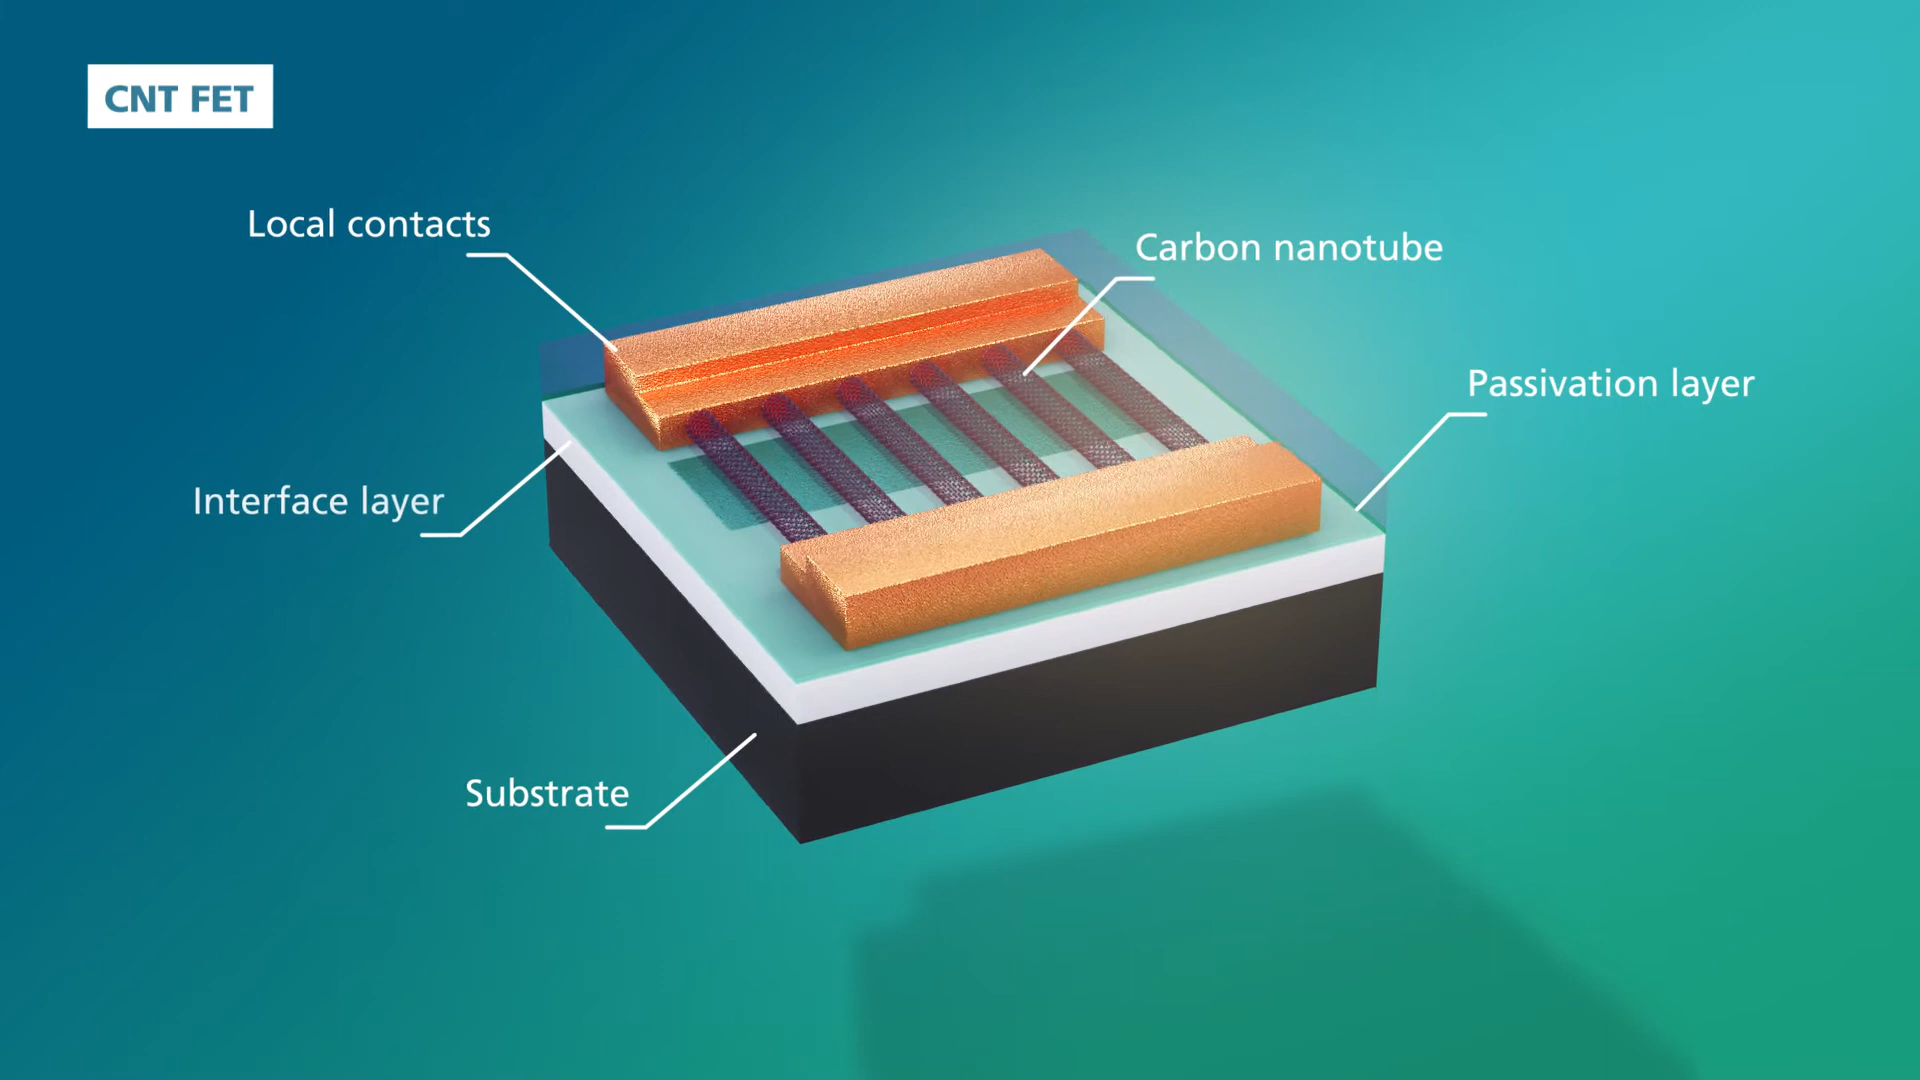 CNT FET
Local contacts
Carbon nanotube
Passivation layer
Interface layer
Substrate